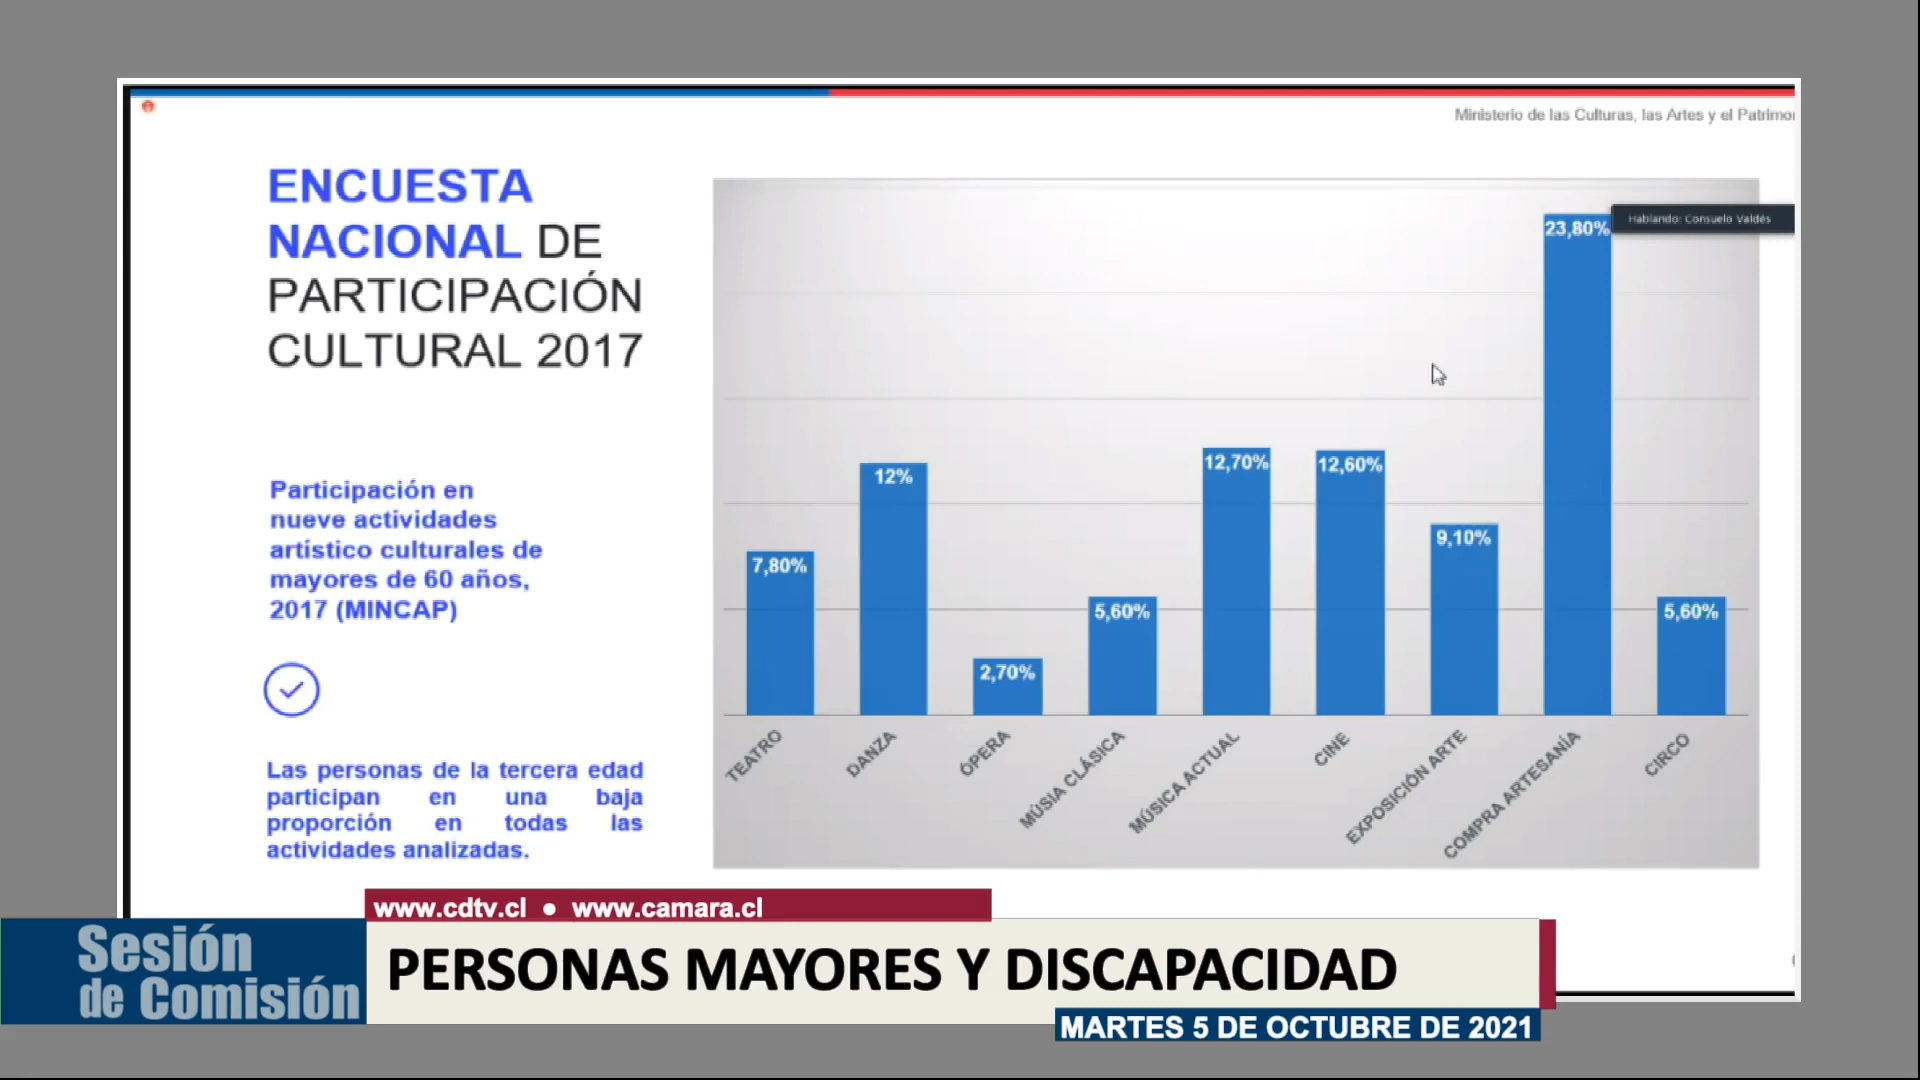 Ministerio de las Culturas, las Artes y el Patrimo
ENCUESTA
NACIONAL DE
PARTICIPACIÓN
CULTURAL 2017
Participación en
nueve actividades
artístico culturales de
mayores de 60 años,
2017 (MINCAP)
Las personas de la tercera edad
participan en una baja
proporción en todas las
actividades analizadas.
Hablando: Consuelo Valdés
7,80%
12%
2,70%
5,60%
12,70%
12,60%
9,10%
23,80%
5,60%
TEATRO
DANZA
ÓPERA
MÚSIA CLÁSICA
MÚSICA ACTUAL
CINE
EXPOSICIÓN ARTE
COMPRA ARTESANÍA
CIRCO
www.cdtv.cl • www.camara.cl
Sesión
de Comisión
PERSONAS MAYORES Y DISCAPACIDAD
MARTES 5 DE OCTUBRE DE 2021